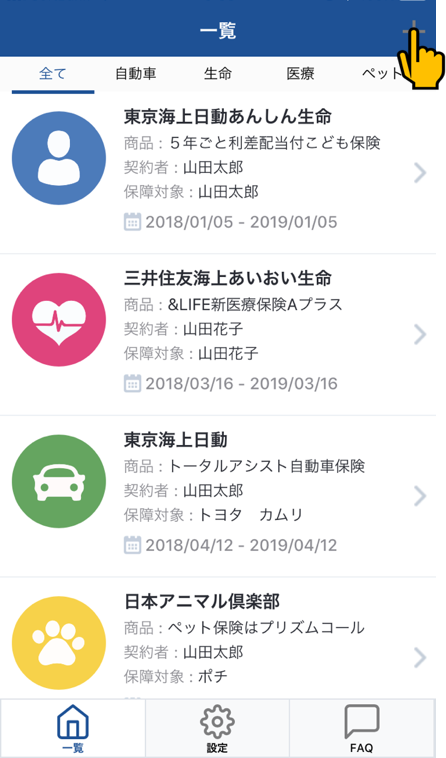 一覧
全て 自動車 生命 医療 ペット
東京海上日動あんしん生命
商品：５年ごと利差配当付こども保険
契約者：山田太郎
保障対象：山田太郎
2018/01/05 - 2019/01/05
三井住友海上あいおい生命
商品：&LIFE新医療保険Aプラス
契約者：山田花子
保障対象：山田花子
2018/03/16 - 2019/03/16
東京海上日動
商品：トータルアシスト自動車保険
契約者：山田太郎
保障対象：トヨタ　カムリ
2018/04/12 - 2019/04/12
日本アニマル倶楽部
商品：ペット保険はプリズムコール
契約者：山田太郎
保障対象：ポチ
一覧 設定 FAQ